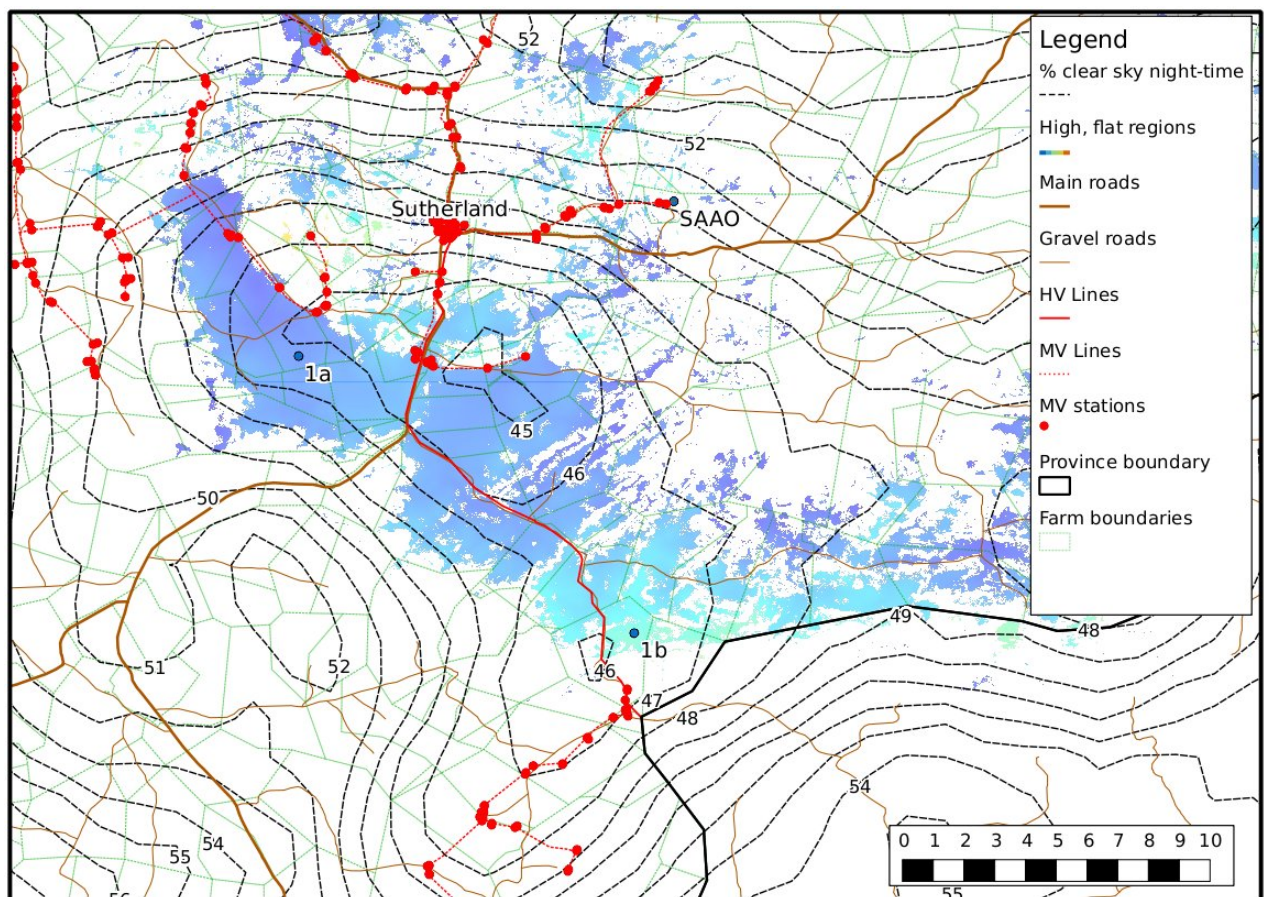 52
Legend
% clear sky night-time
High, flat regions
52
Main roads
Sutherland
SAAO
Gravel roads
HV Lines
MV Lines
1a
MV stations
45
Province boundary
46
50
Farm boundaries
49
48
1b
51
52
46
47
48
54
0 1 2 3 4 5 6 7 8 9 10
54
55
55
56